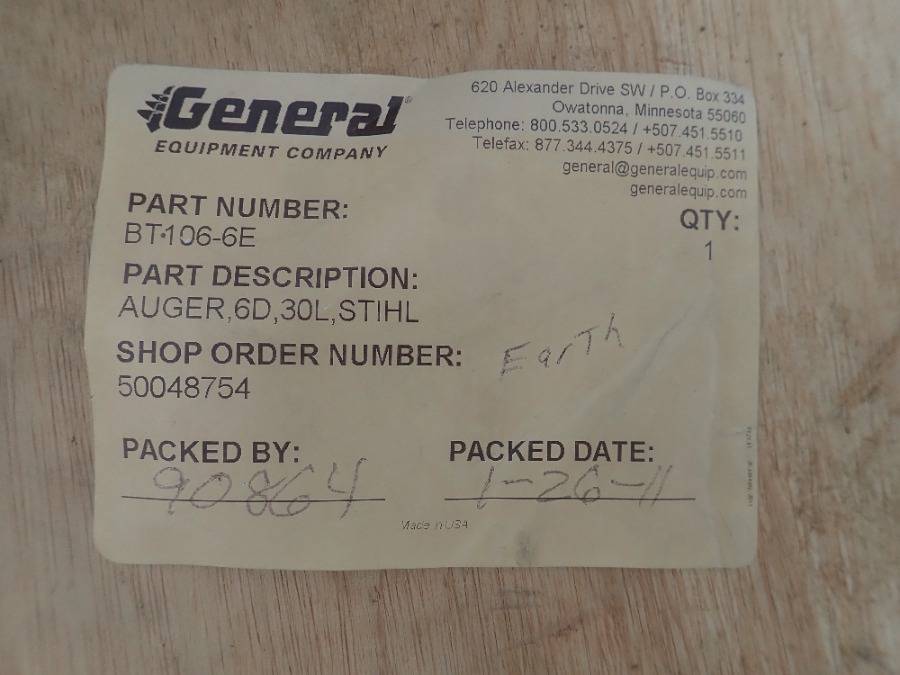 General®
EQUIPMENT COMPANY
620 Alexander Drive SW / P.O. Box 334
Owatonna, Minnesota 55060
Telephone: 800.533.0524 / +507.451.5510
Telefax: 877.344.4375 / +507.451.5511
general@generalequip.com
generalequip.com
PART NUMBER:
BT-106-6E
QTY:
1
PART DESCRIPTION:
AUGER,6D,30L,STIHL
SHOP ORDER NUMBER:
50048754
Earth
PACKED BY:
90864
PACKED DATE:
1-26-11
Made in USA